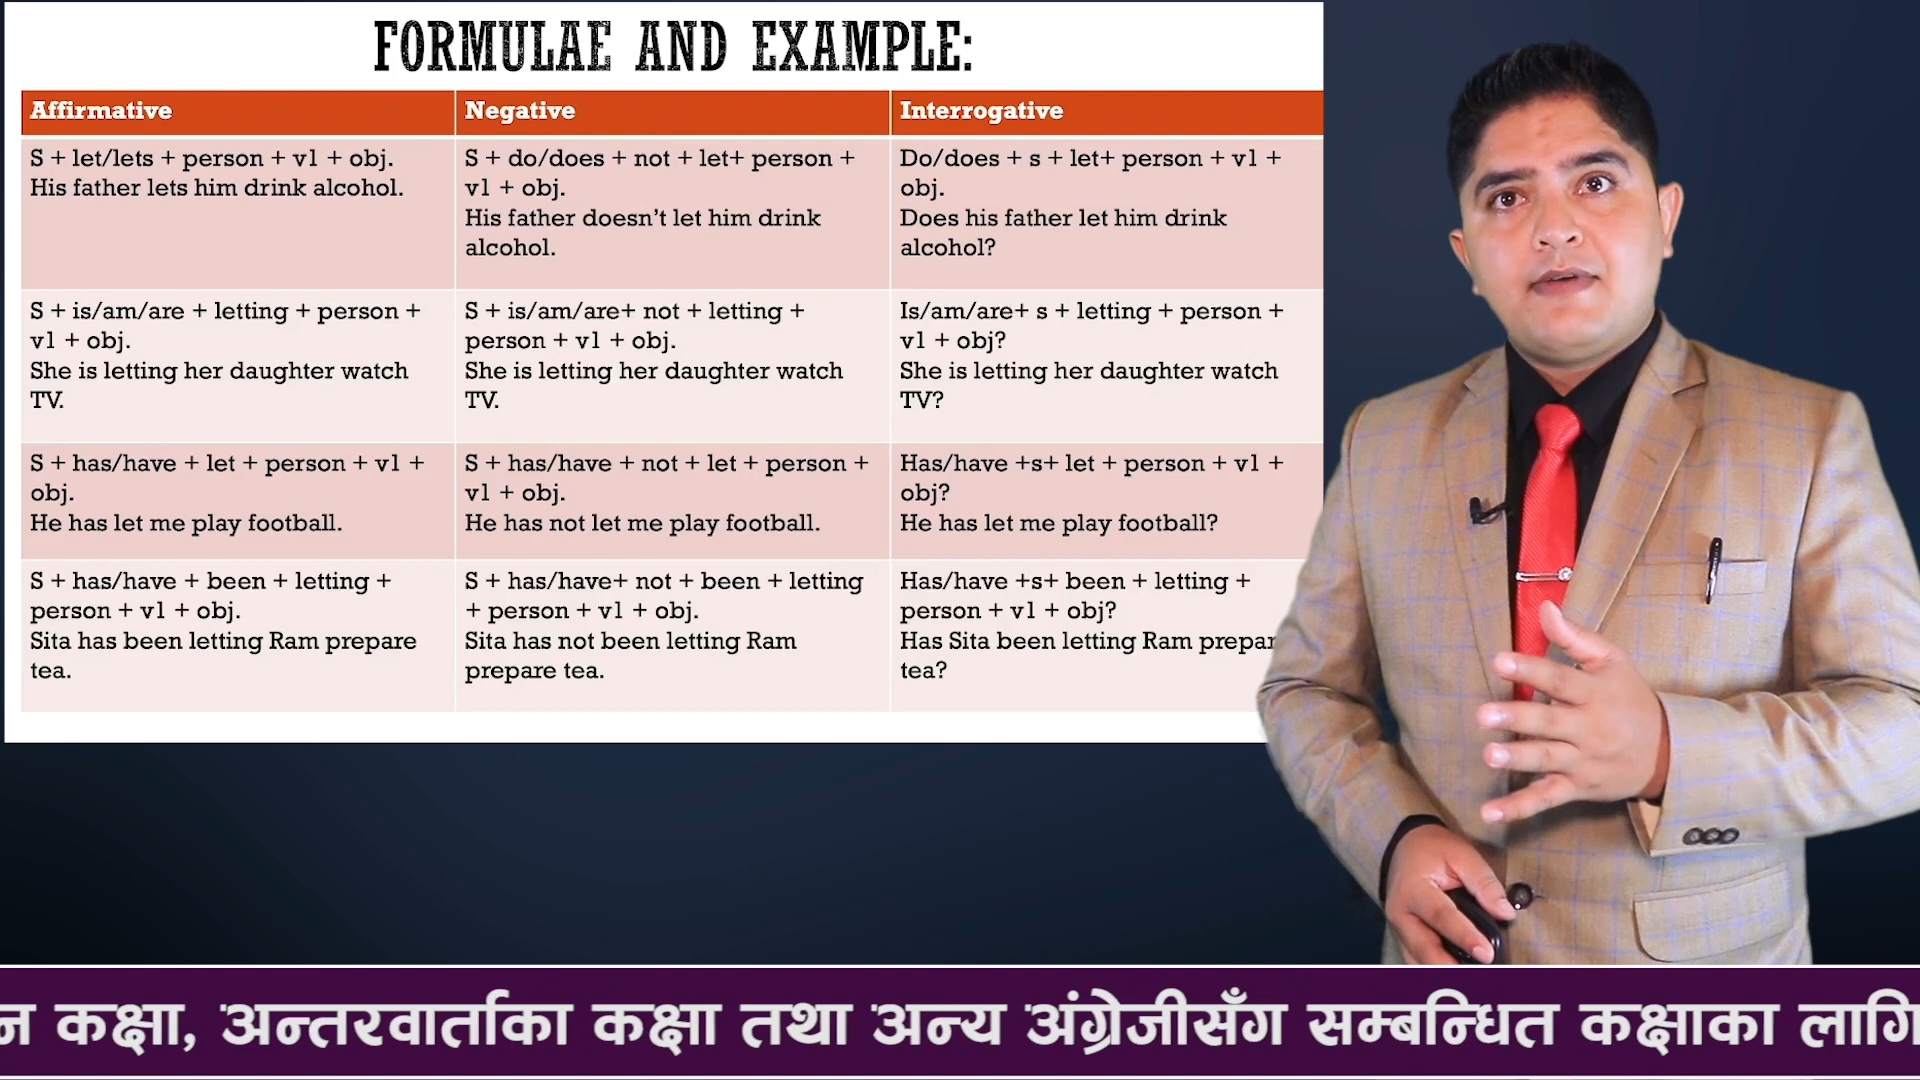 FORMULAE AND EXAMPLE:
Affirmative
Negative
Interrogative
S + let/lets + person + v1 + obj.
His father lets him drink alcohol.
S + do/does + not + let+ person +
v1 + obj.
His father doesn't let him drink
alcohol.
Do/does + s + let+ person + v1 +
obj.
Does his father let him drink
alcohol?
S + is/am/are + letting + person +
v1 + obj.
She is letting her daughter watch
TV.
S + is/am/are+ not + letting +
person + v1 + obj.
She is letting her daughter watch
TV.
Is/am/are+ s + letting + person +
v1 + obj?
She is letting her daughter watch
TV?
S + has/have + let + person + v1 +
obj.
He has let me play football.
S + has/have + not + let + person +
v1 + obj.
He has not let me play football.
Has/have +s+ let + person + v1 +
obj?
He has let me play football?
S + has/have + been + letting +
person + v1 + obj.
Sita has been letting Ram prepare
tea.
S + has/have+ not + been + letting
+ person + v1 + obj.
Sita has not been letting Ram
prepare tea.
Has/have +s+ been + letting +
person + v1 + obj?
Has Sita been letting Ram prepar
tea?
न कक्षा, अन्तरवार्ताका कक्षा तथा अन्य अंग्रेजीसँग सम्बन्धित कक्षाका लागि